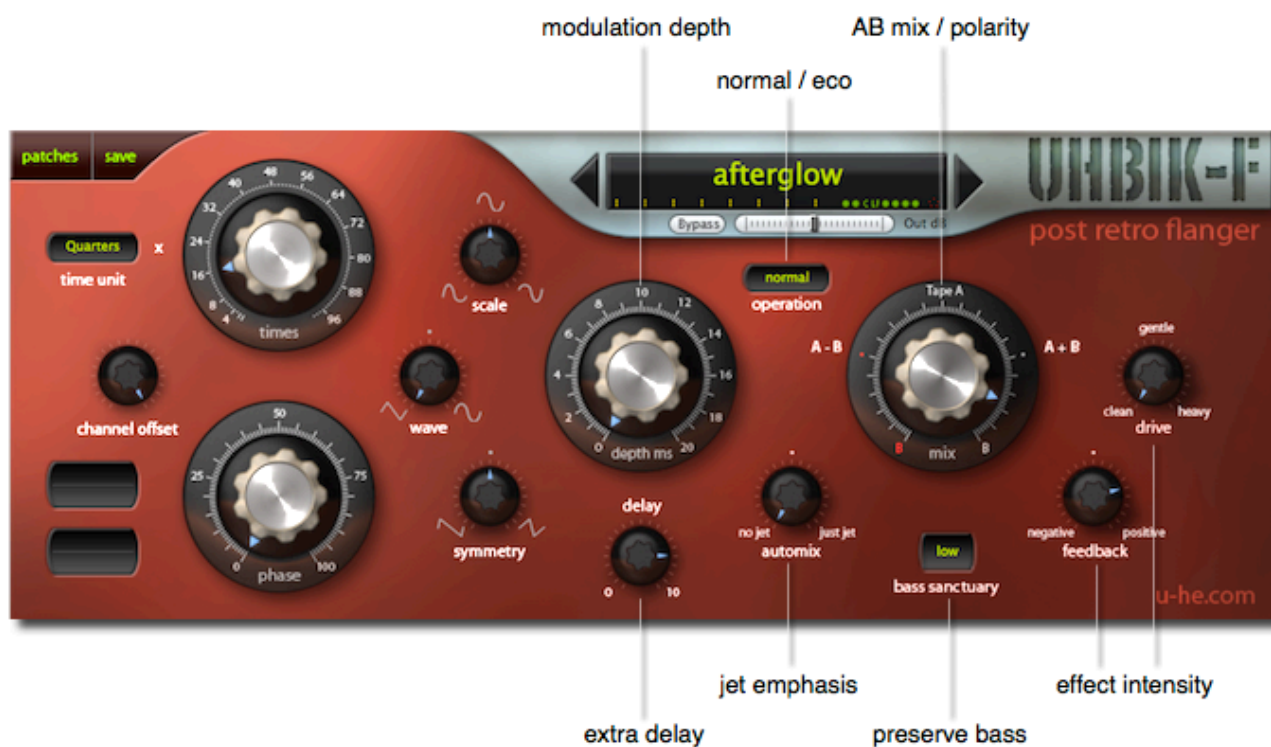 modulation depth
AB mix / polarity
normal / eco
patches
save
afterglow
C LF
UHBIK-F
Bypass
Out dB
post retro flanger
Quarters
x
time unit
4
8
16
24
32
40
48
56
64
72
80
88
96
times
scale
normal
operation
channel offset
wave
0
2
4
6
8
10
12
14
16
18
20
depth ms
Tape A
A - B
A + B
B
mix
B
gentle
clean
heavy
drive
0
25
50
75
100
phase
symmetry
delay
0
10
no jet
just jet
automix
low
bass sanctuary
negative
positive
feedback
u-he.com
jet emphasis
effect intensity
extra delay
preserve bass